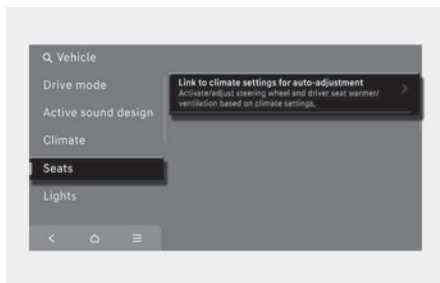 Vehicle
Drive mode
Link to climate settings for auto-adjustment
Activate/adjust steering wheel and driver seat warmer/
ventilation based on climate settings.
Active sound design
Climate
Seats
Lights